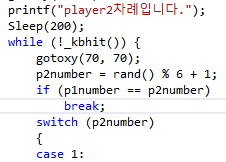 printf("player2차례입니다.");
Sleep(200);
while (!_kbhit()) {
gotoxy(70, 70);
p2number = rand() % 6 + 1;
if (p1number == p2number)
break;
switch (p2number)
{
case 1: